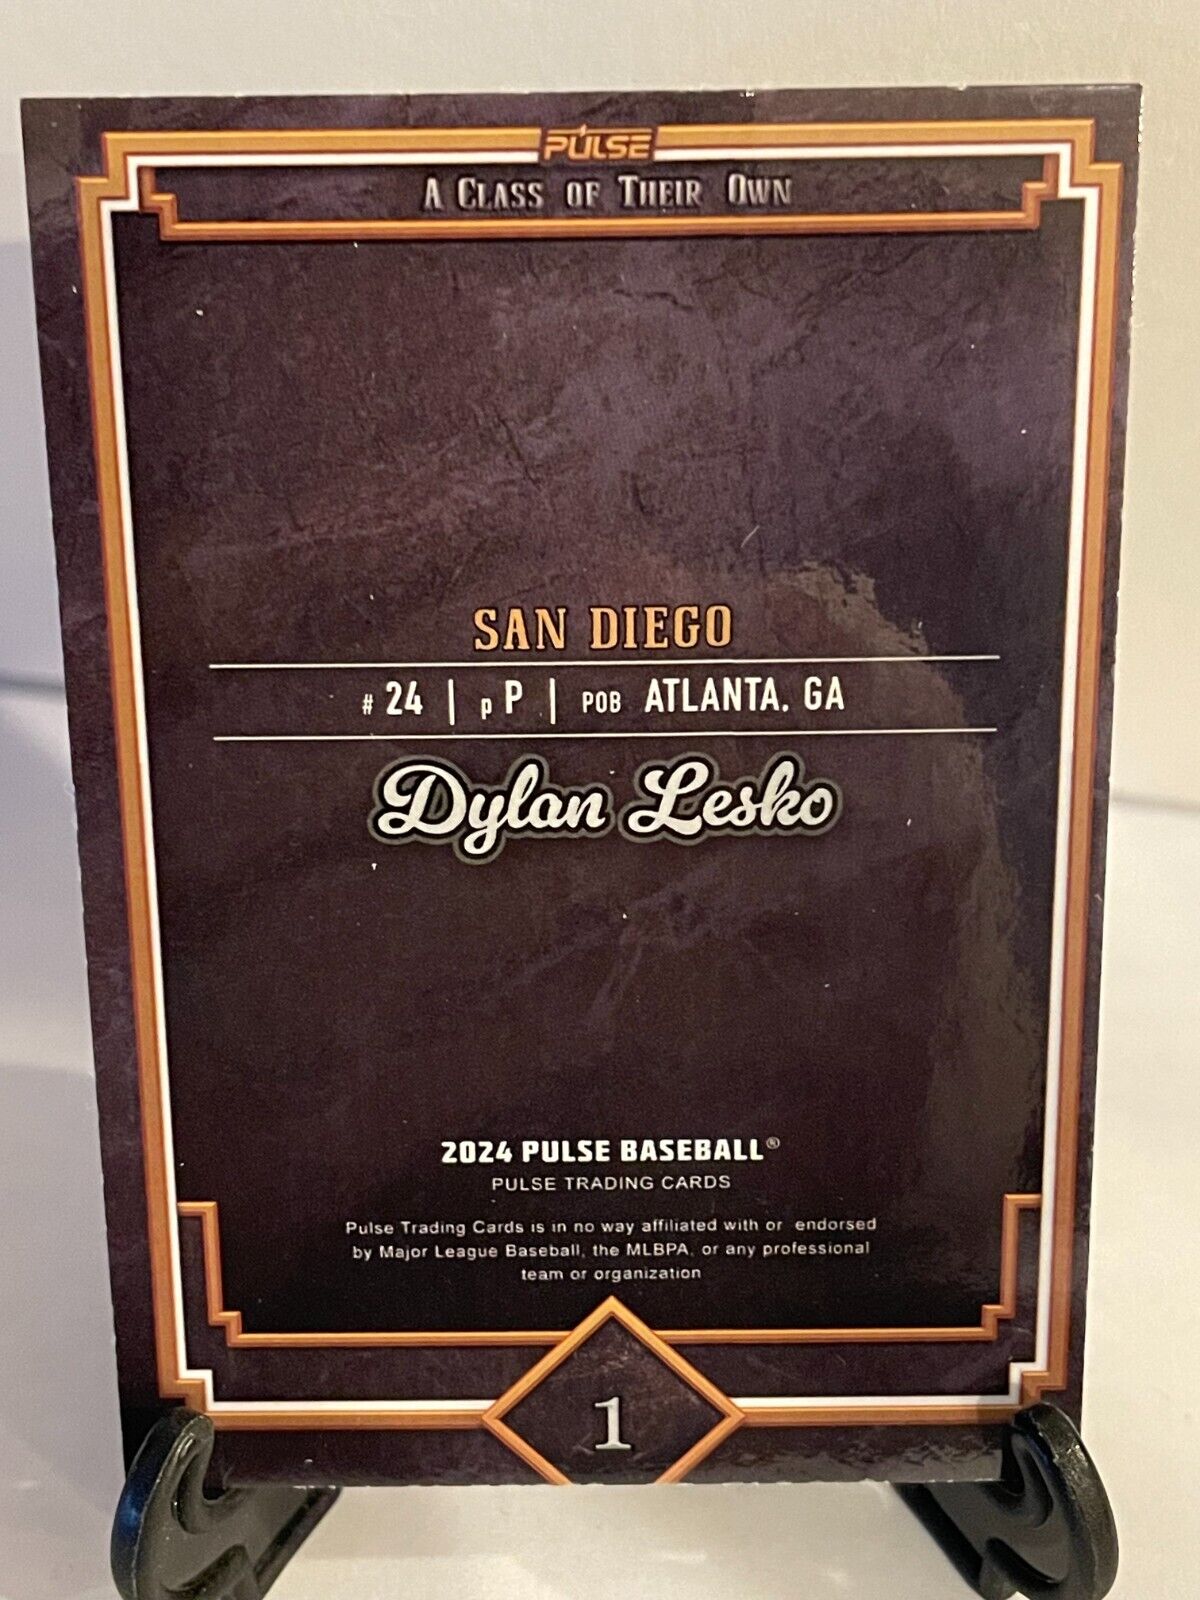 PULSE
A CLASS OF THEIR OWN
SAN DIEGO
# 24 | p P | POB ATLANTA, GA
Dylan Lesko
2024 PULSE BASEBALL®
PULSE TRADING CARDS
Pulse Trading Cards is in no way affiliated with or endorsed
by Major League Baseball, the MLBPA, or any professional
team or organization
1